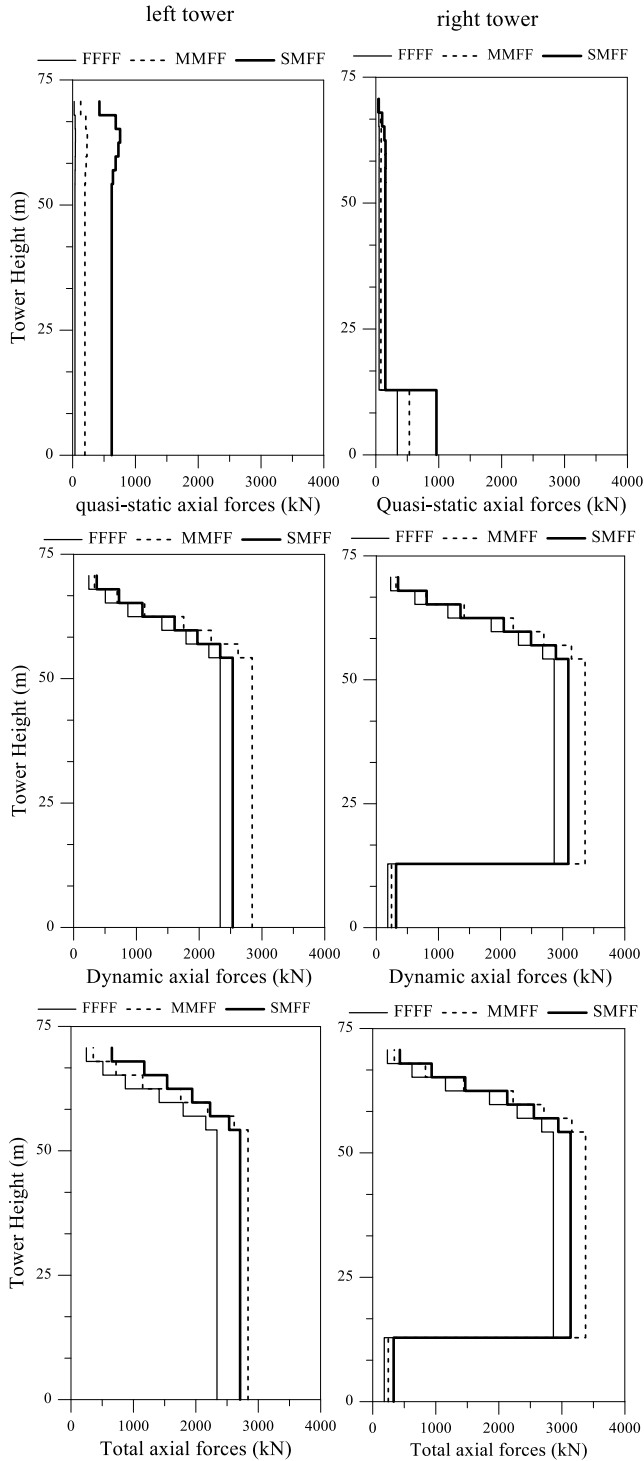 left tower
right tower
FFFF MMFF SMFF
FFFF MMFF SMFF
75
50
25
0
Tower Height (m)
0 1000 2000 3000 4000
quasi-static axial forces (kN)
75
50
25
0
0 1000 2000 3000 4000
Quasi-static axial forces (kN)
FFFF MMFF SMFF
FFFF MMFF SMFF
75
50
25
0
Tower Height (m)
0 1000 2000 3000 4000
Dynamic axial forces (kN)
75
50
25
0
0 1000 2000 3000 4000
Dynamic axial forces (kN)
FFFF MMFF SMFF
FFFF MMFF SMFF
75
50
25
0
Tower Height (m)
0 1000 2000 3000 4000
Total axial forces (kN)
75
50
25
0
0 1000 2000 3000 4000
Total axial forces (kN)